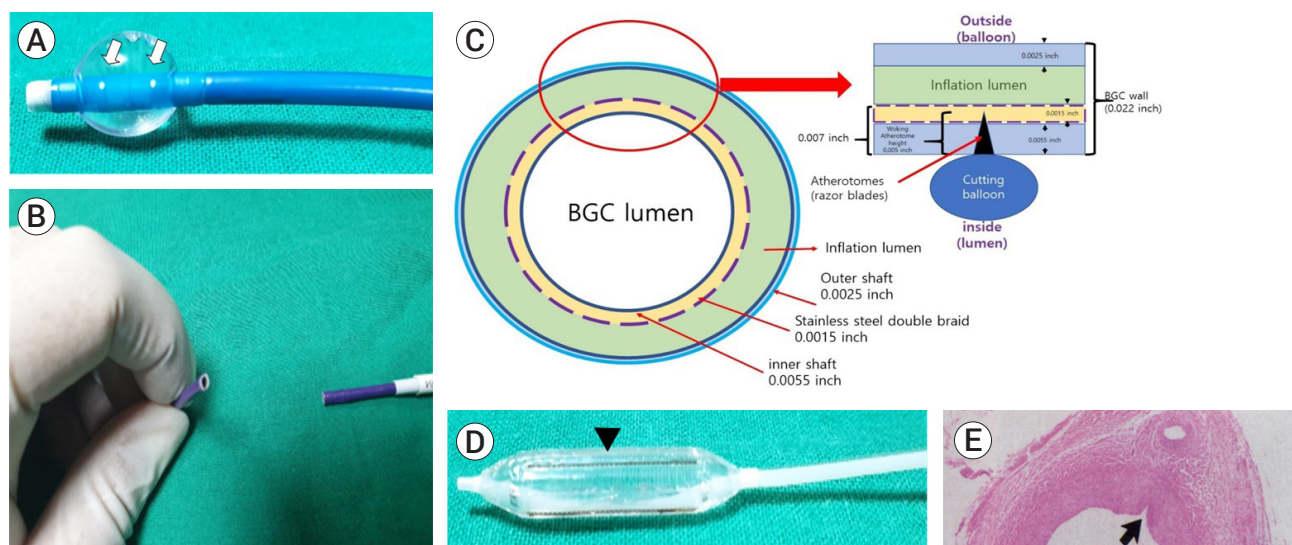 A
B
C
Outside
(balloon)
0.0025 inch
Inflation lumen
BGC wall
(0.022 inch)
0.0015 inch
0.007 inch
Woking
Atherotome
height
0.005 inch
0.0055 inch
Atherotomes
(razor blades)
Cutting
balloon
inside
(lumen)
BGC lumen
Inflation lumen
Outer shaft
0.0025 inch
Stainless steel double braid
0.0015 inch
inner shaft
0.0055 inch
D
E